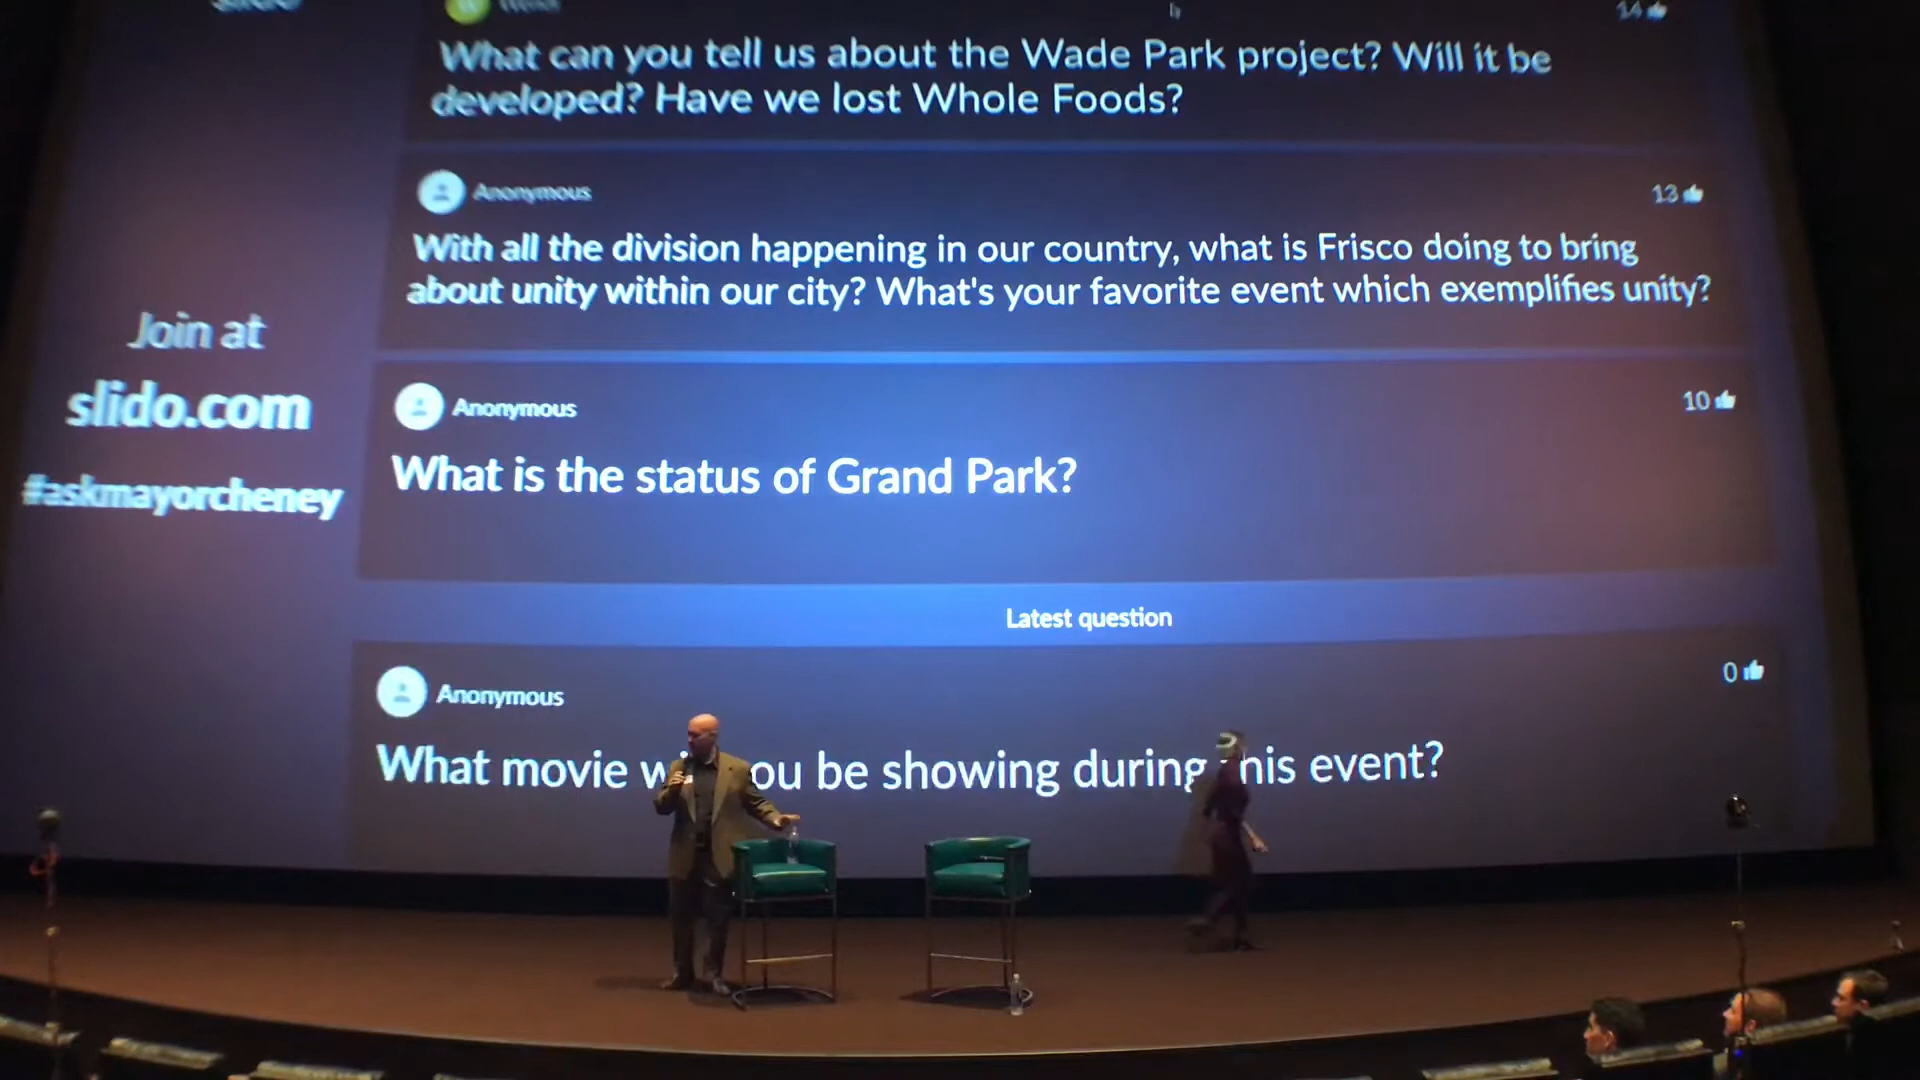 14
What can you tell us about the Wade Park project? Will it be
developed? Have we lost Whole Foods?
Anonymous
13
With all the division happening in our country, what is Frisco doing to bring
about unity within our city? What's your favorite event which exemplifies unity?
Join at
slido.com
#askmayorcheney
Anonymous
10
What is the status of Grand Park?
Latest question
Anonymous
0
What movie w ou be showing during his event?